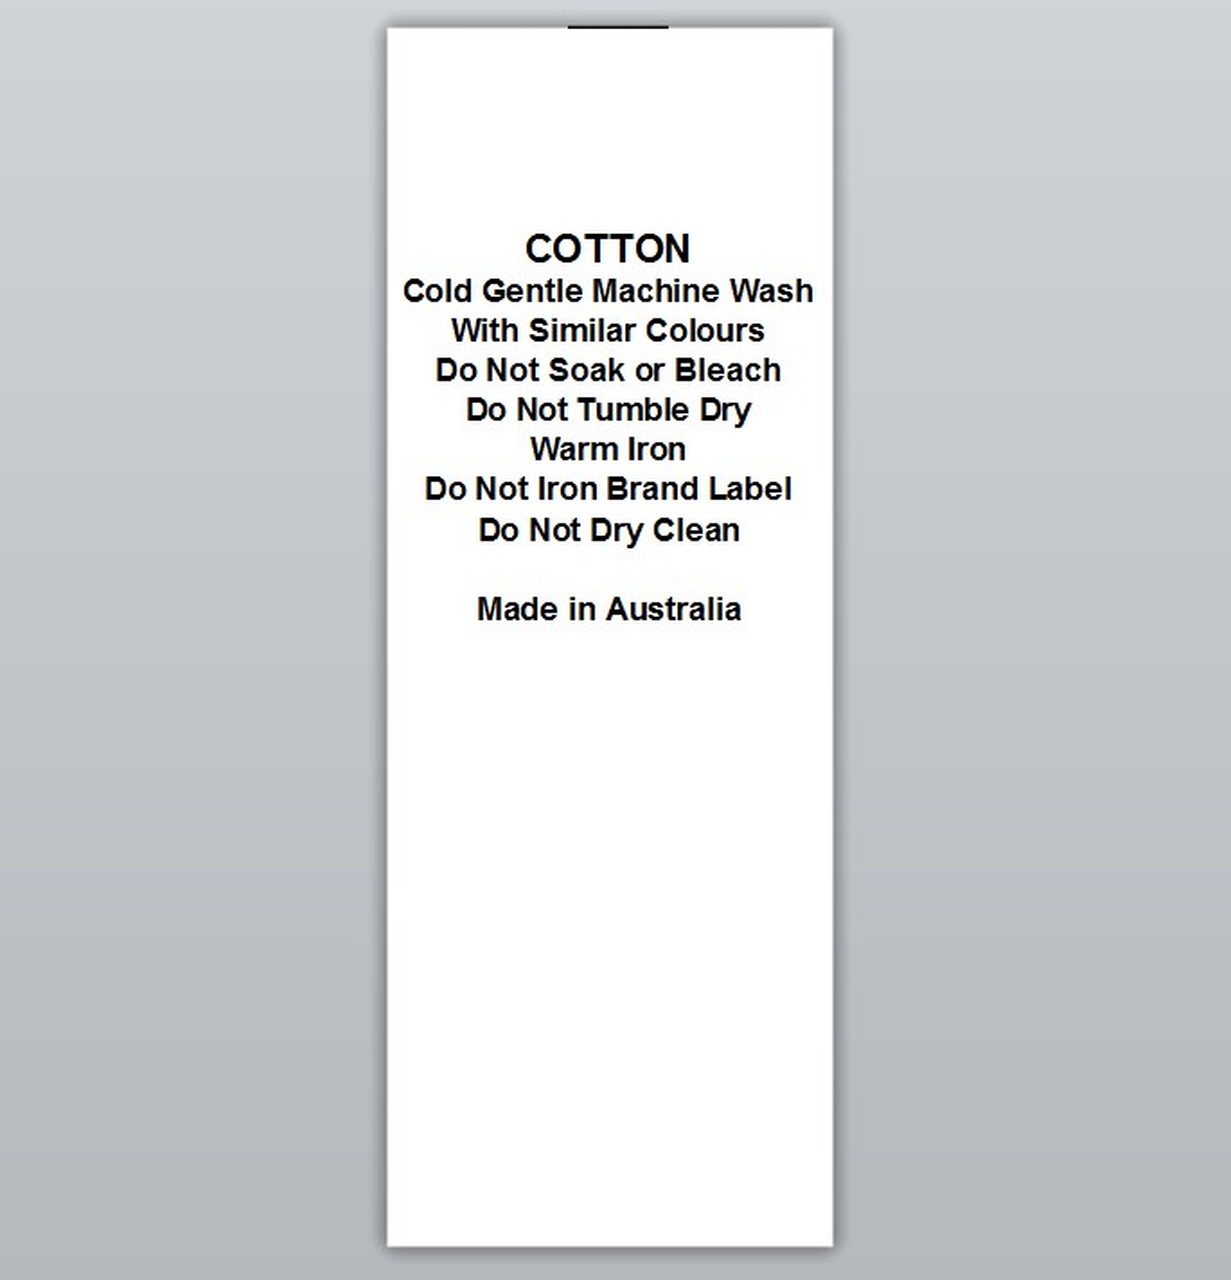 COTTON
Cold Gentle Machine Wash
With Similar Colours
Do Not Soak or Bleach
Do Not Tumble Dry
Warm Iron
Do Not Iron Brand Label
Do Not Dry Clean
Made in Australia